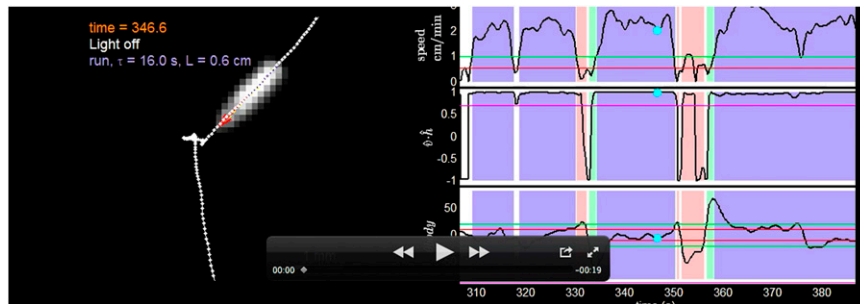 time = 346.6
Light off
run, τ = 16.0 s, L = 0.6 cm
00:00
-00:19
speed
cm/min
3
2
1
0
v̂·ĥ
1
0.5
0
-0.5
-1
50
0
310 320 330 340 350 360 370 380